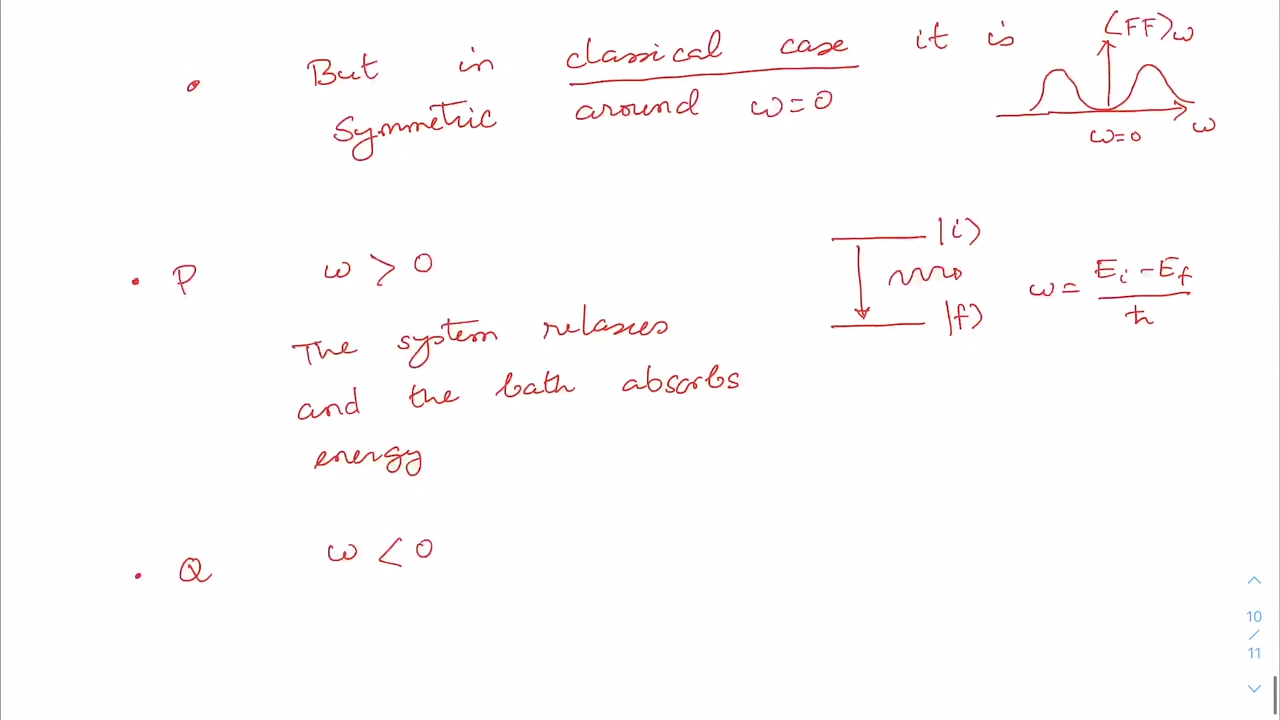 • But in classical case it is
symmetric around ω=0
⟨FF⟩ω
ω=0
ω
• P ω > 0
|i⟩
|f⟩
ω = (Ei - Ef)/ħ
The system relaxes
and the bath absorbs
energy
• Q ω < 0
10
/
11